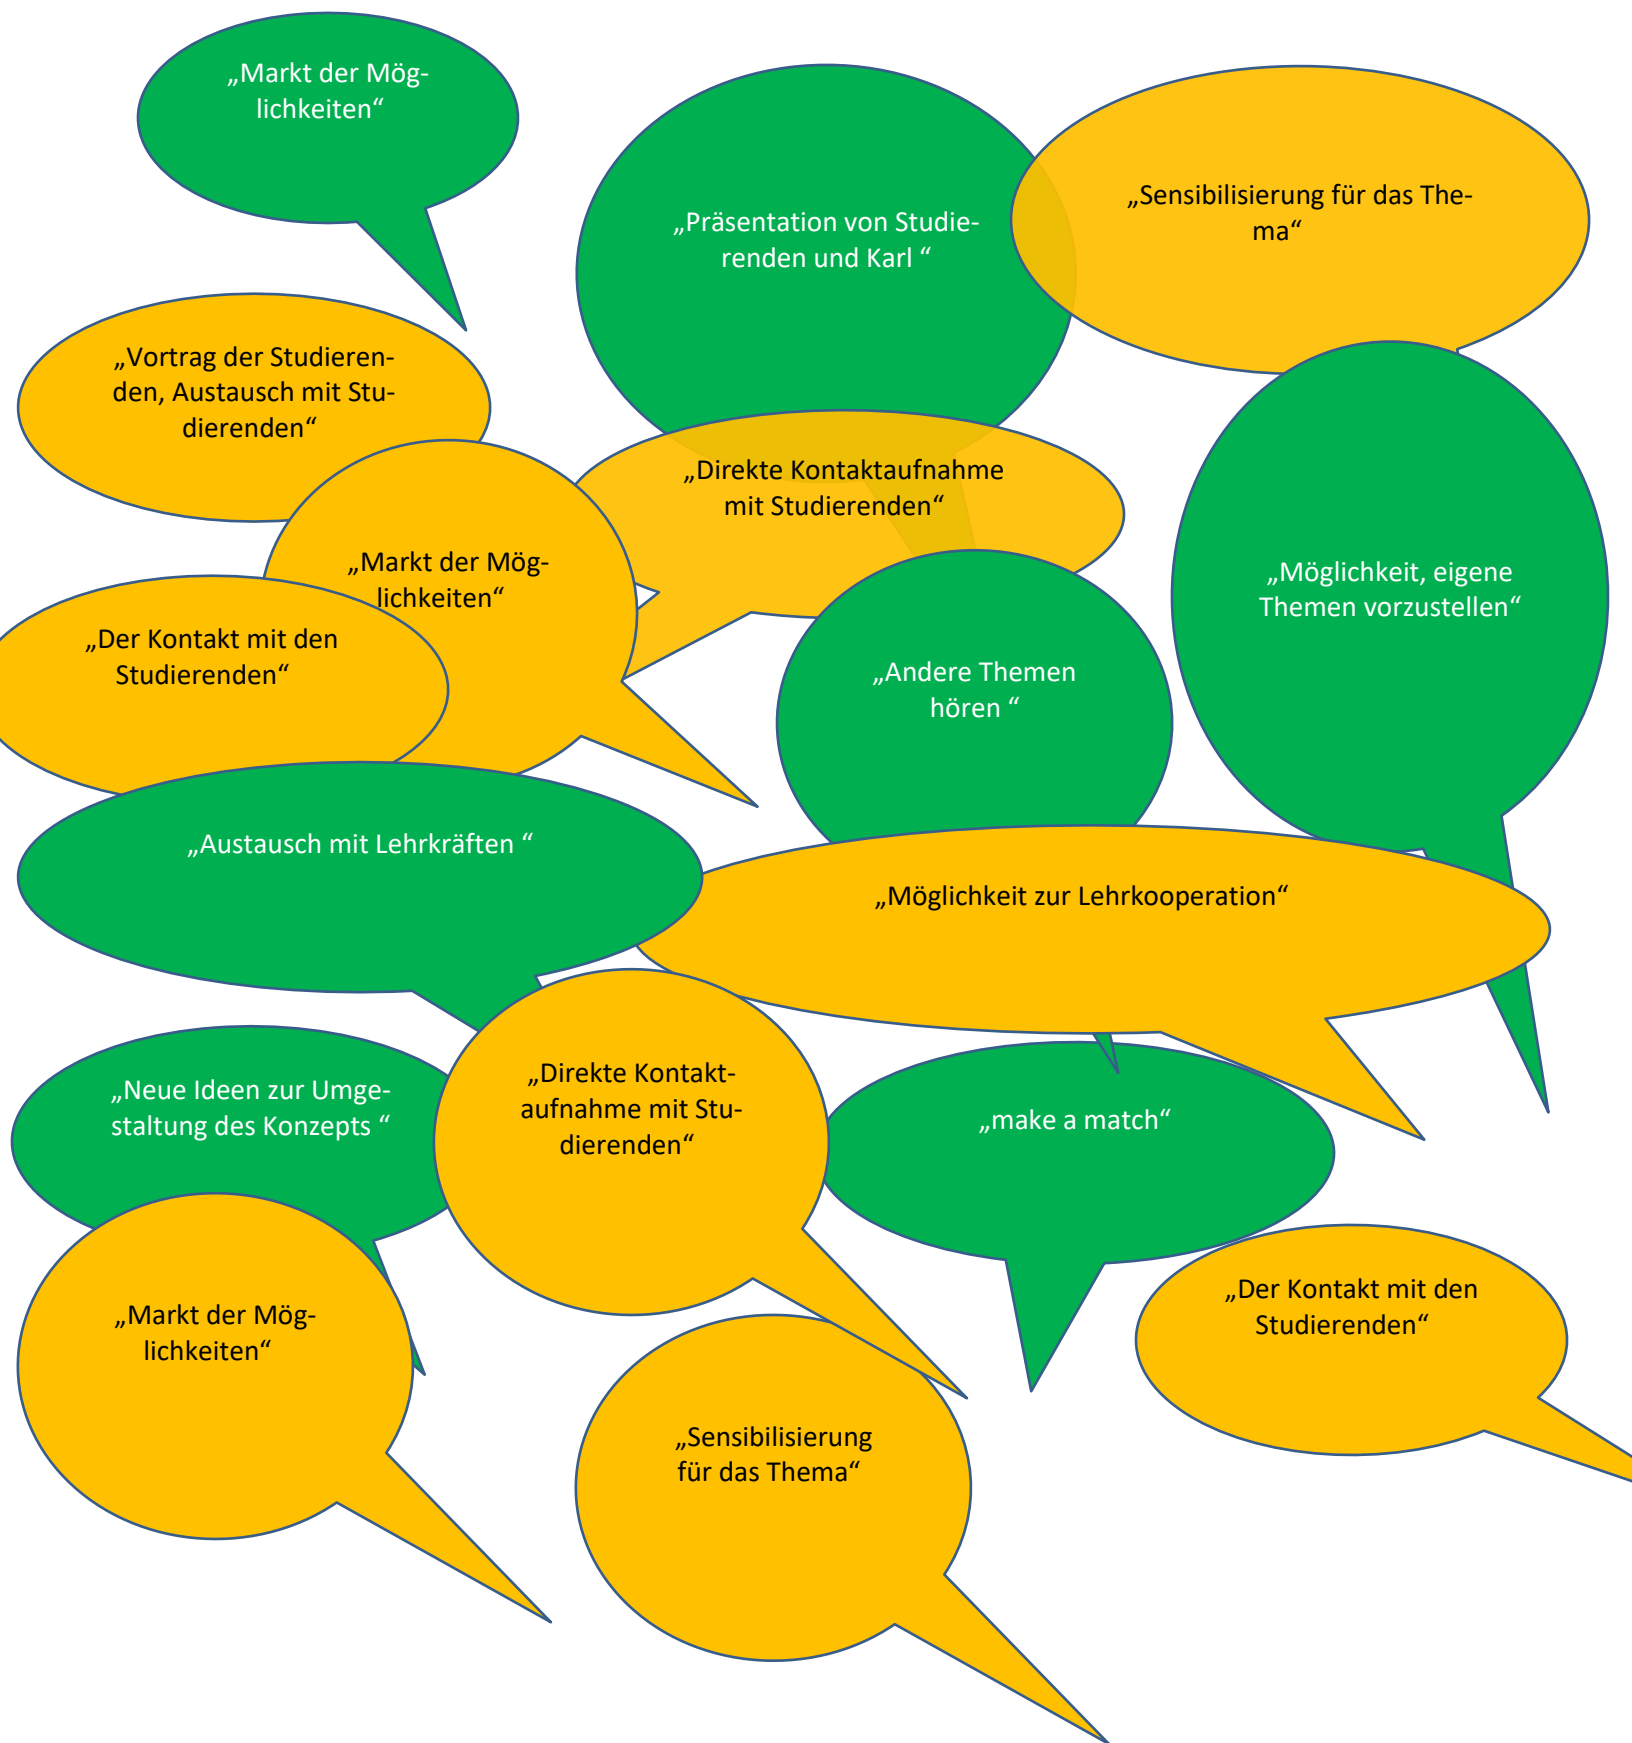 „Markt der Mög-
lichkeiten“
„Präsentation von Studie-
renden und Karl “
„Sensibilisierung für das The-
ma“
„Vortrag der Studieren-
den, Austausch mit Stu-
dierenden“
„Direkte Kontaktaufnahme
mit Studierenden“
„Markt der Mög-
lichkeiten“
„Möglichkeit, eigene
Themen vorzustellen“
„Der Kontakt mit den
Studierenden“
„Andere Themen
hören “
„Austausch mit Lehrkräften “
„Möglichkeit zur Lehrkooperation“
„Neue Ideen zur Umge-
staltung des Konzepts “
„Direkte Kontakt-
aufnahme mit Stu-
dierenden“
„make a match“
„Markt der Mög-
lichkeiten“
„Der Kontakt mit den
Studierenden“
„Sensibilisierung
für das Thema“